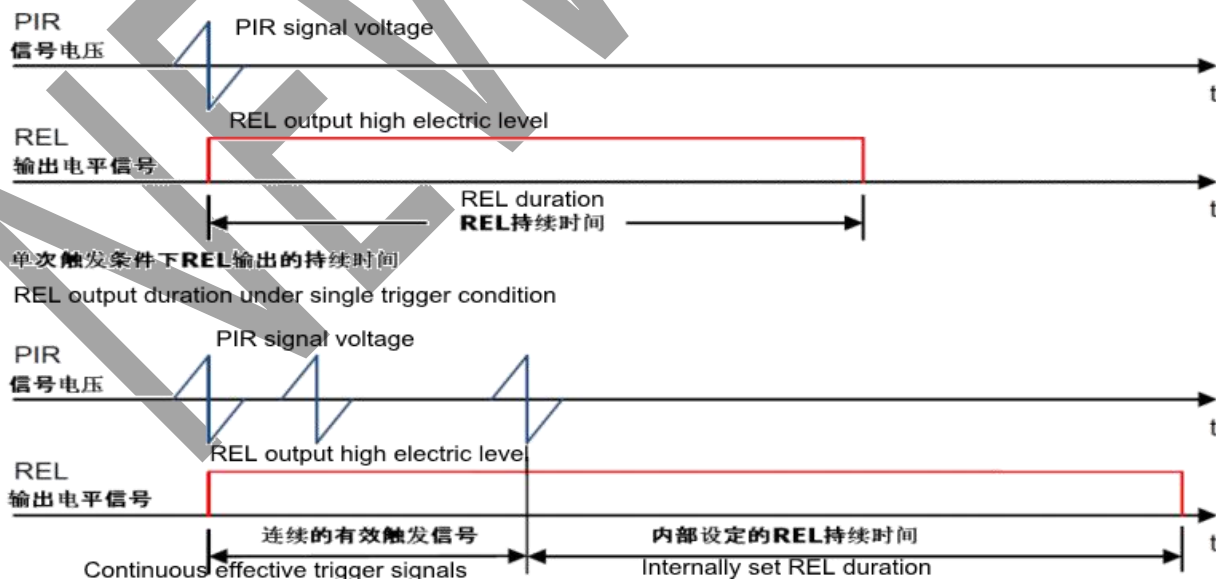 PIR
信号电压
PIR signal voltage
t
REL output high electric level
REL
输出电平信号
t
REL duration
REL持续时间
单次触发条件下REL输出的持续时间
REL output duration under single trigger condition
PIR signal voltage
PIR
信号电压
t
REL output high electric level
REL
输出电平信号
t
连续的有效触发信号
内部设定的REL持续时间
Continuous effective trigger signals
Internally set REL duration